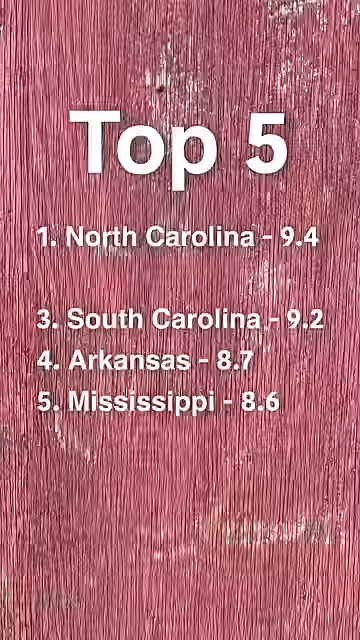 Top 5
1. North Carolina - 9.4
3. South Carolina - 9.2
4. Arkansas - 8.7
5. Mississippi - 8.6